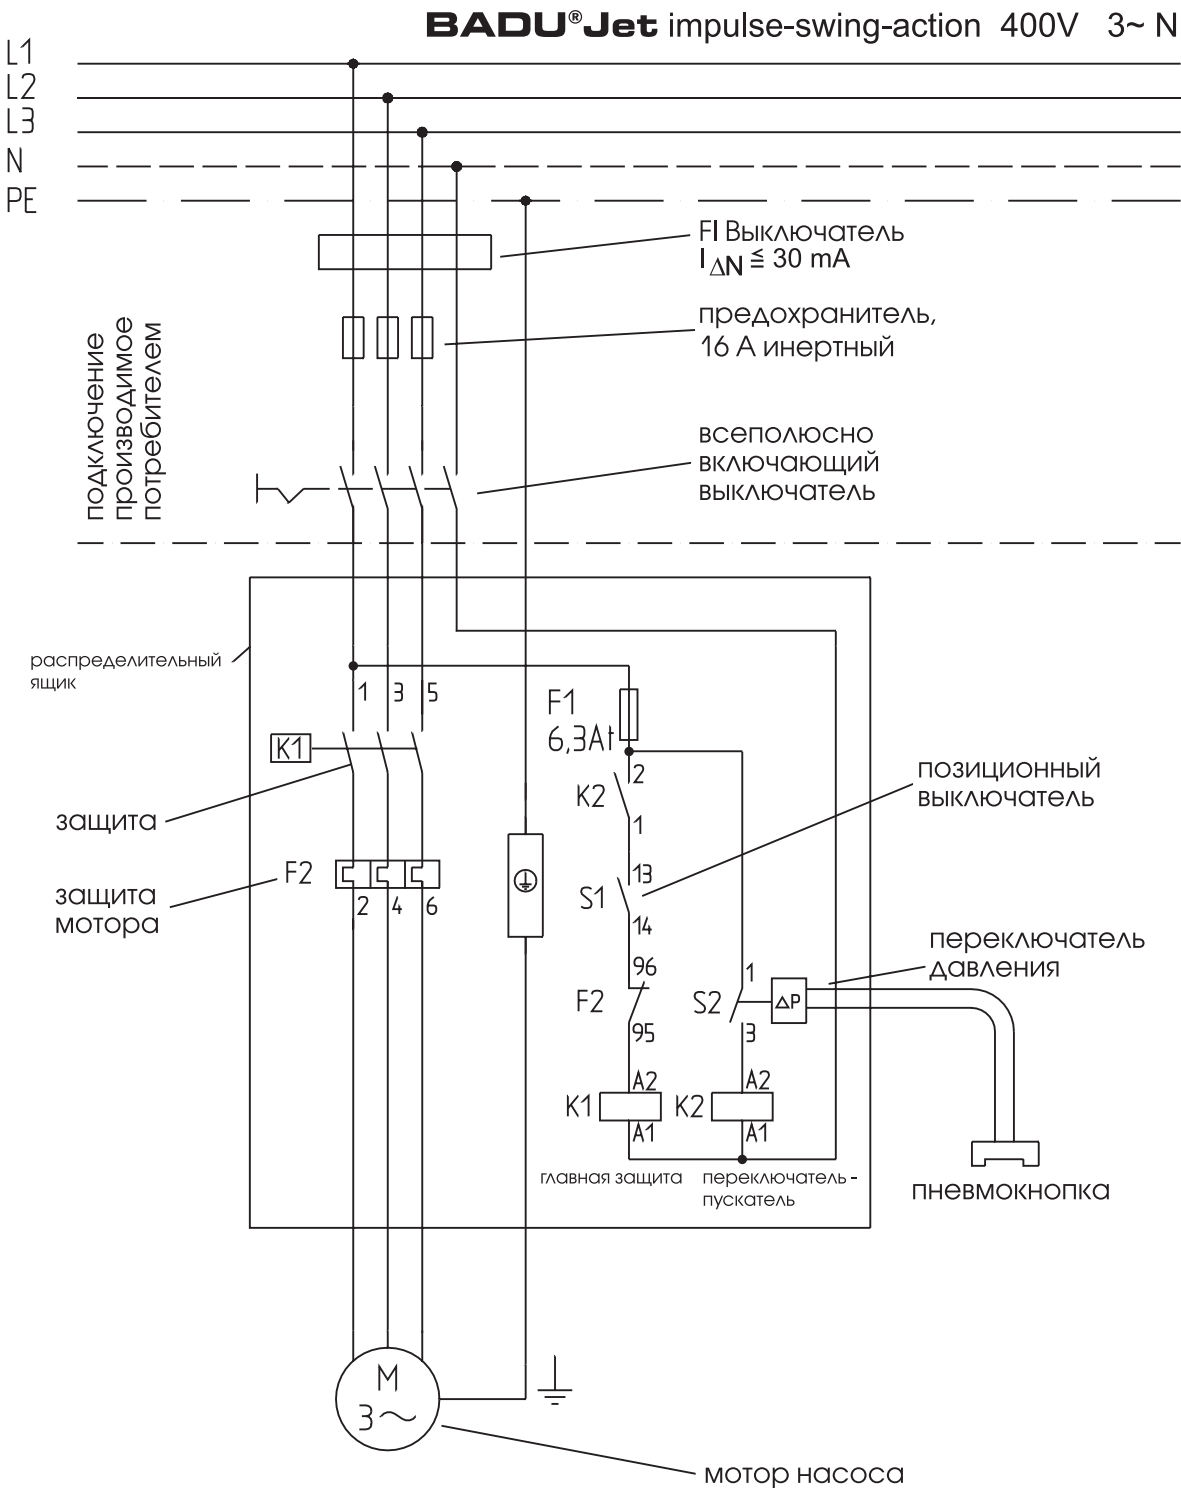 BADU®Jet impulse-swing-action 400V 3~ N
L1
L2
L3
N
PE
FI Выключатель
I ΔN ≦ 30 mA
предохранитель,
16 А инертный
подключение
производимое
потребителем
всеполюсно
включающий
выключатель
распределительный
ящик
1 3 5
F1
6,3At
K1
2
K2
1
позиционный
выключатель
защита
13
S1
14
F2
защита
мотора
2 4 6
переключатель
давления
96
F2
95
1
S2
3
ΔP
A2
K1
A1
A2
K2
A1
главная защита
переключатель -
пускатель
пневмокнопка
M
3~
мотор насоса